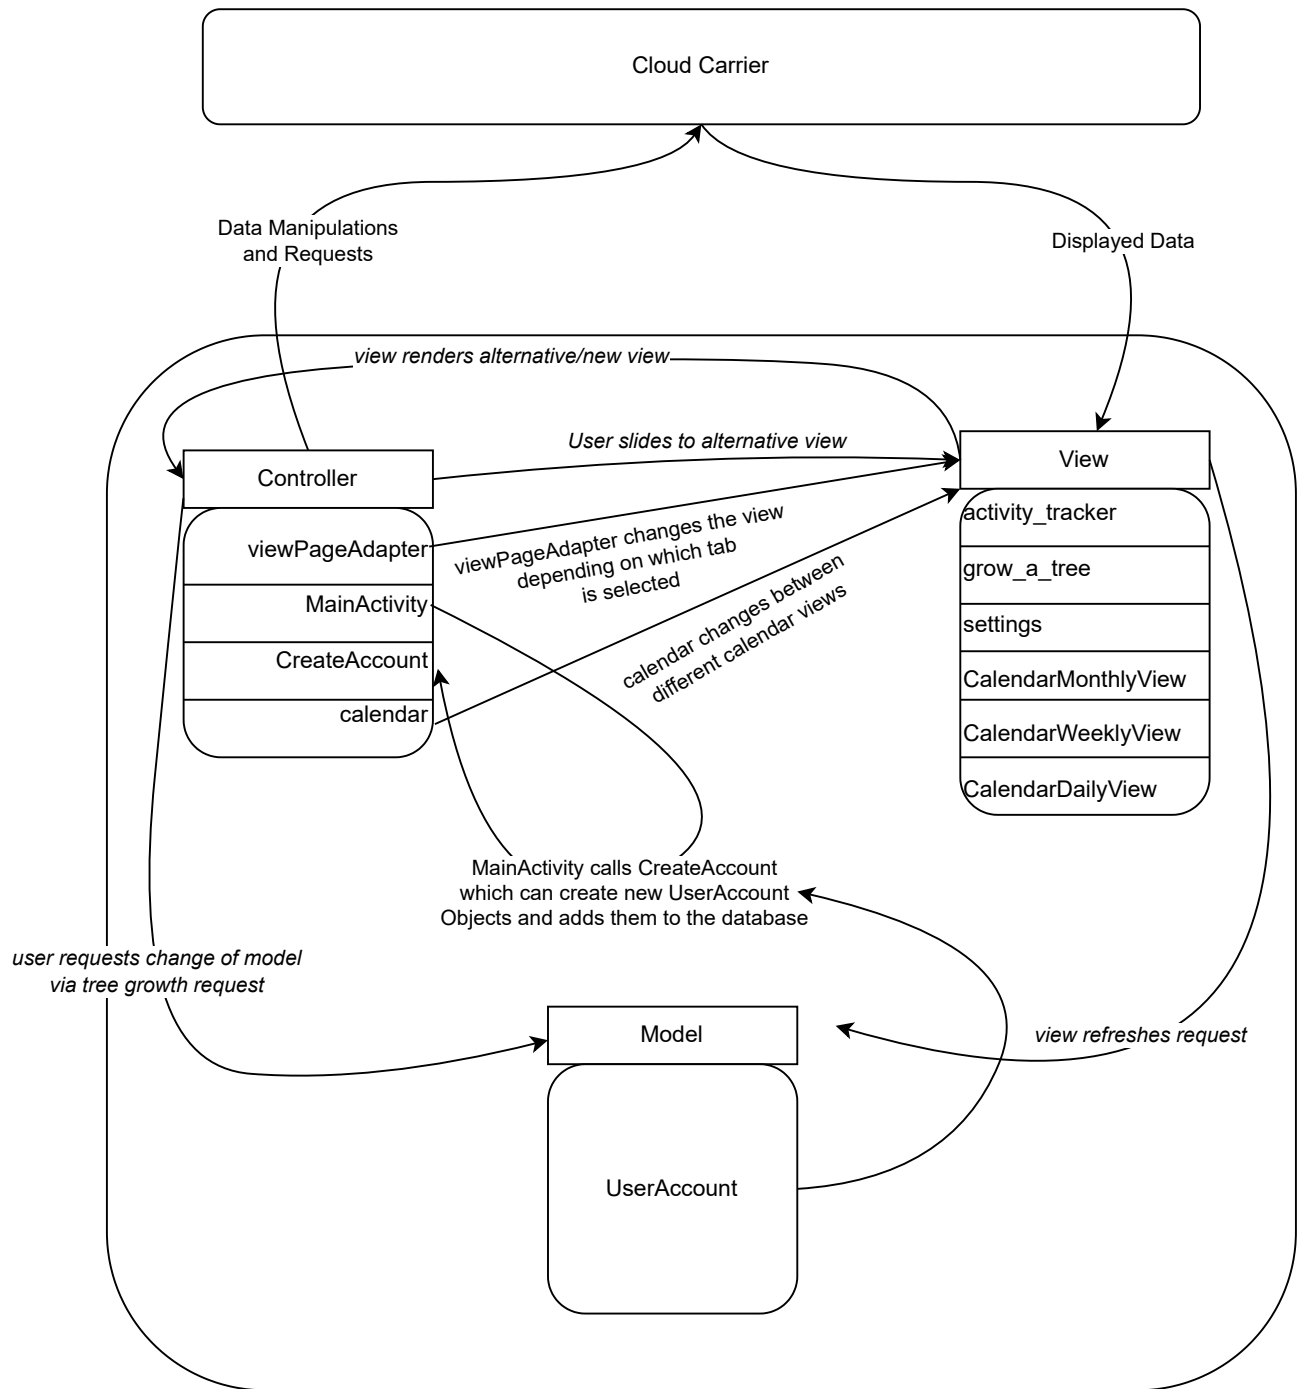 Cloud Carrier
Data Manipulations
and Requests
Displayed Data
view renders alternative/new view
User slides to alternative view
Controller
View
viewPageAdapter
MainActivity
CreateAccount
calendar
viewPageAdapter changes the view
depending on which tab
is selected
calendar changes between
different calendar views
activity_tracker
grow_a_tree
settings
CalendarMonthlyView
CalendarWeeklyView
CalendarDailyView
MainActivity calls CreateAccount
which can create new UserAccount
Objects and adds them to the database
user requests change of model
via tree growth request
Model
view refreshes request
UserAccount